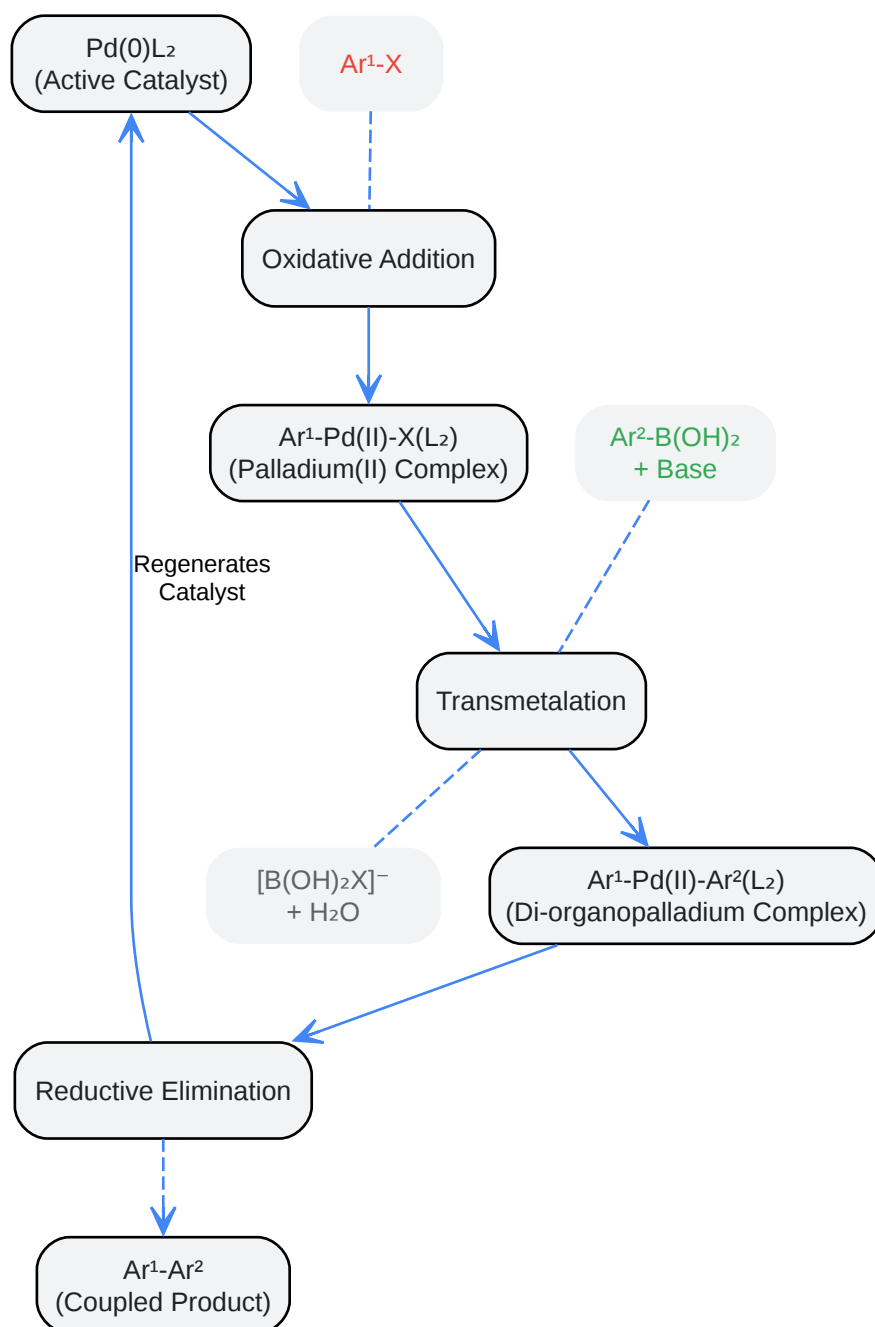 Pd(0)L₂
(Active Catalyst)
Ar¹-X
Oxidative Addition
Ar¹-Pd(II)-X(L₂)
(Palladium(II) Complex)
Ar²-B(OH)₂
+ Base
Regenerates
Catalyst
Transmetalation
[B(OH)₂X]⁻
+ H₂O
Ar¹-Pd(II)-Ar²(L₂)
(Di-organopalladium Complex)
Reductive Elimination
Ar¹-Ar²
(Coupled Product)